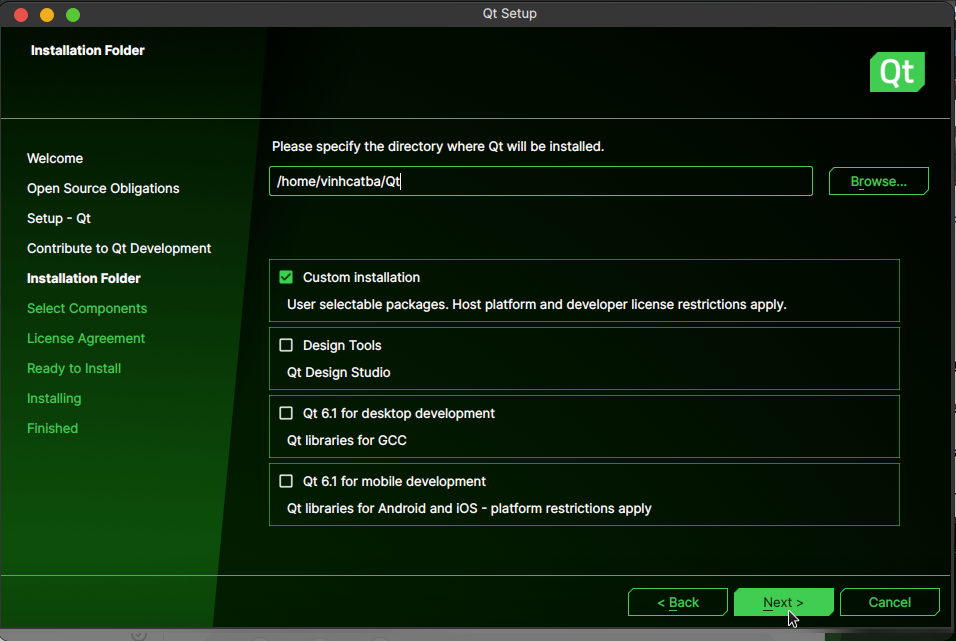 Qt Setup
Installation Folder
Qt
Please specify the directory where Qt will be installed.
/home/vinhcatba/Qt
Browse...
Welcome
Open Source Obligations
Setup - Qt
Contribute to Qt Development
Installation Folder
Select Components
License Agreement
Ready to Install
Installing
Finished
Custom installation
User selectable packages. Host platform and developer license restrictions apply.
Design Tools
Qt Design Studio
Qt 6.1 for desktop development
Qt libraries for GCC
Qt 6.1 for mobile development
Qt libraries for Android and iOS - platform restrictions apply
< Back
Next >
Cancel